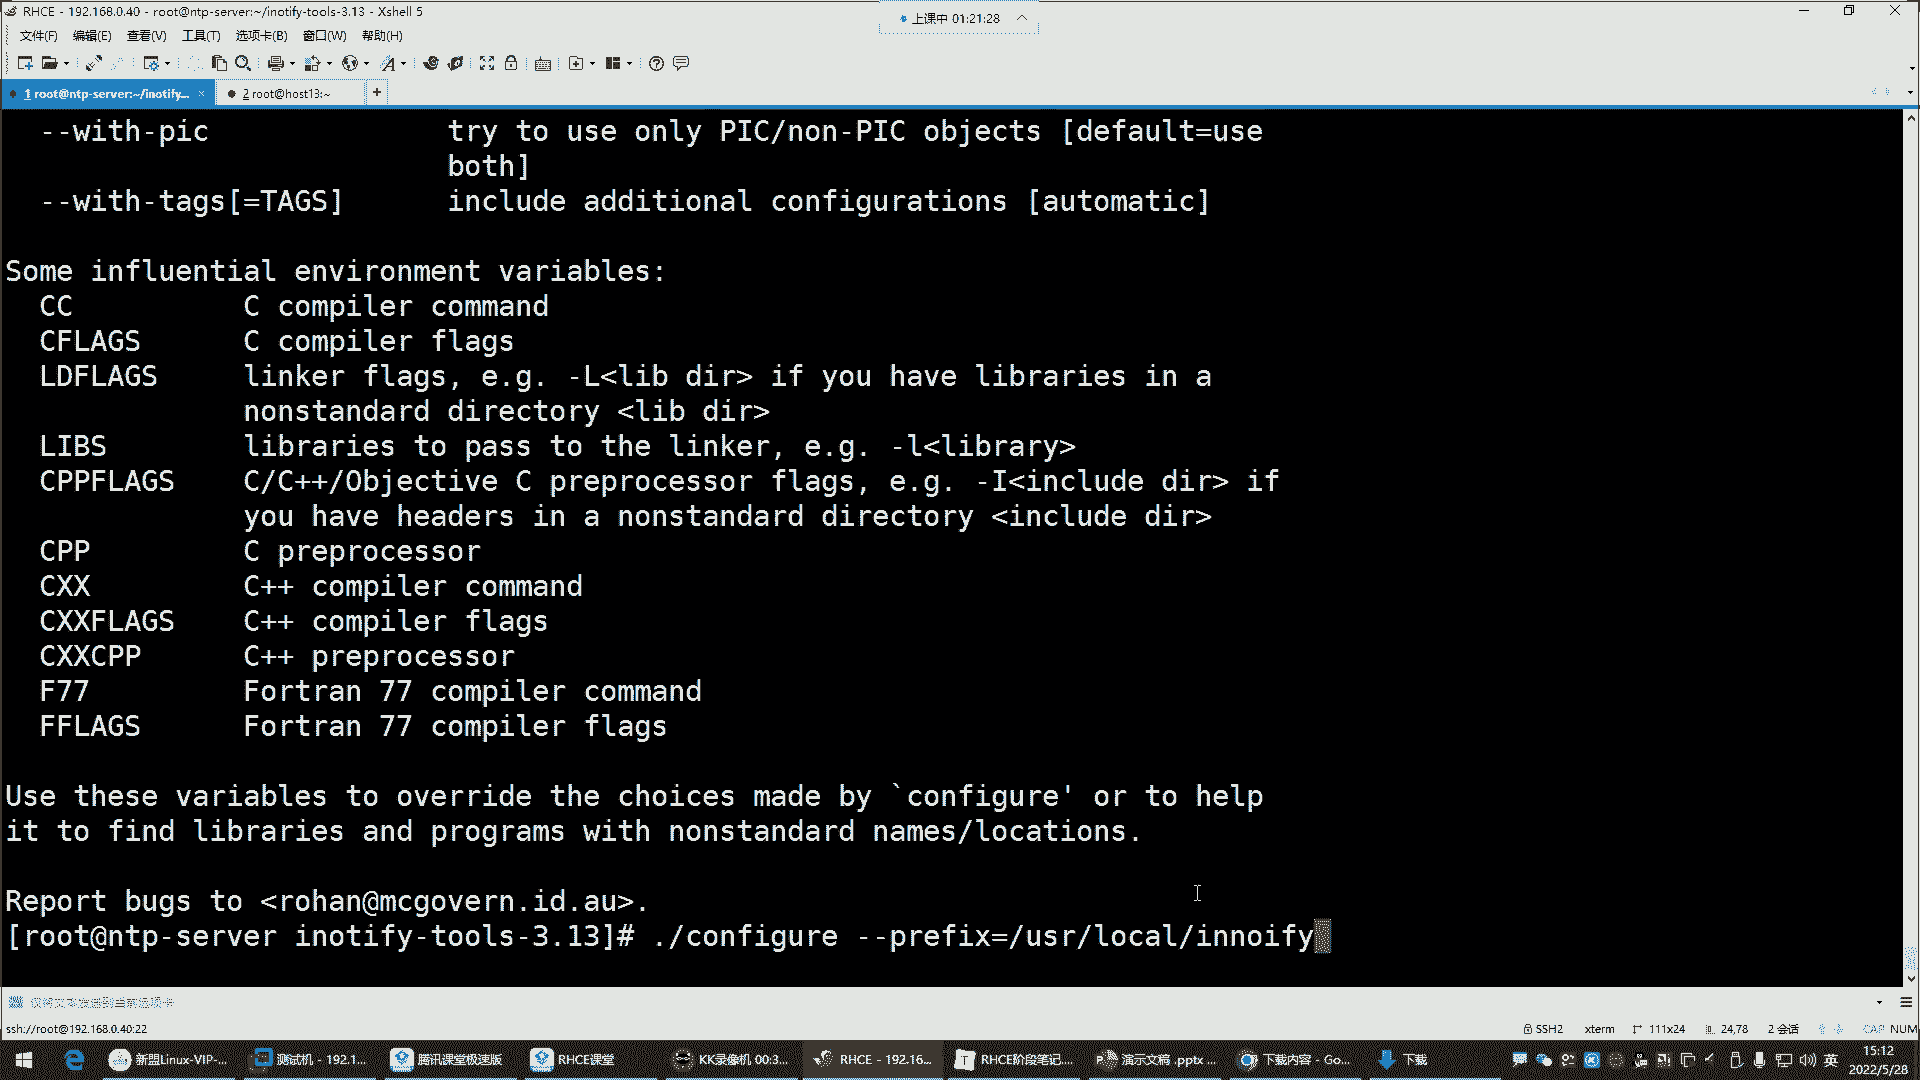 RHCE - 192.168.0.40 - root@ntp-server:~/inotify-tools-3.13 - Xshell 5
上课中 01:21:28
文件(F) 编辑(E) 查看(V) 工具(T) 选项卡(B) 窗口(W) 帮助(H)
1 root@ntp-server:~/inotify... × 2 root@host13:~ +
--with-pic try to use only PIC/non-PIC objects [default=use
both]
--with-tags[=TAGS] include additional configurations [automatic]
Some influential environment variables:
CC C compiler command
CFLAGS C compiler flags
LDFLAGS linker flags, e.g. -L<lib dir> if you have libraries in a
nonstandard directory <lib dir>
LIBS libraries to pass to the linker, e.g. -l<library>
CPPFLAGS C/C++/Objective C preprocessor flags, e.g. -I<include dir> if
you have headers in a nonstandard directory <include dir>
CPP C preprocessor
CXX C++ compiler command
CXXFLAGS C++ compiler flags
CXXCPP C++ preprocessor
F77 Fortran 77 compiler command
FFLAGS Fortran 77 compiler flags
Use these variables to override the choices made by `configure' or to help
it to find libraries and programs with nonstandard names/locations.
Report bugs to <rohan@mcgovern.id.au>.
[root@ntp-server inotify-tools-3.13]# ./configure --prefix=/usr/local/innoify
仅将文本发送到当前选项卡
ssh://root@192.168.0.40:22 SSH2 xterm 111x24 24,78 2 会话 CAP NUM
新盟Linux-VIP-... 测试机 - 192.1... 腾讯课堂极速版 RHCE课堂 KK录像机 00:3... RHCE - 192.16... RHCE阶段笔记.... 演示文稿 .pptx ... 下载内容 - Go... 下载 英 15:12
2022/5/28